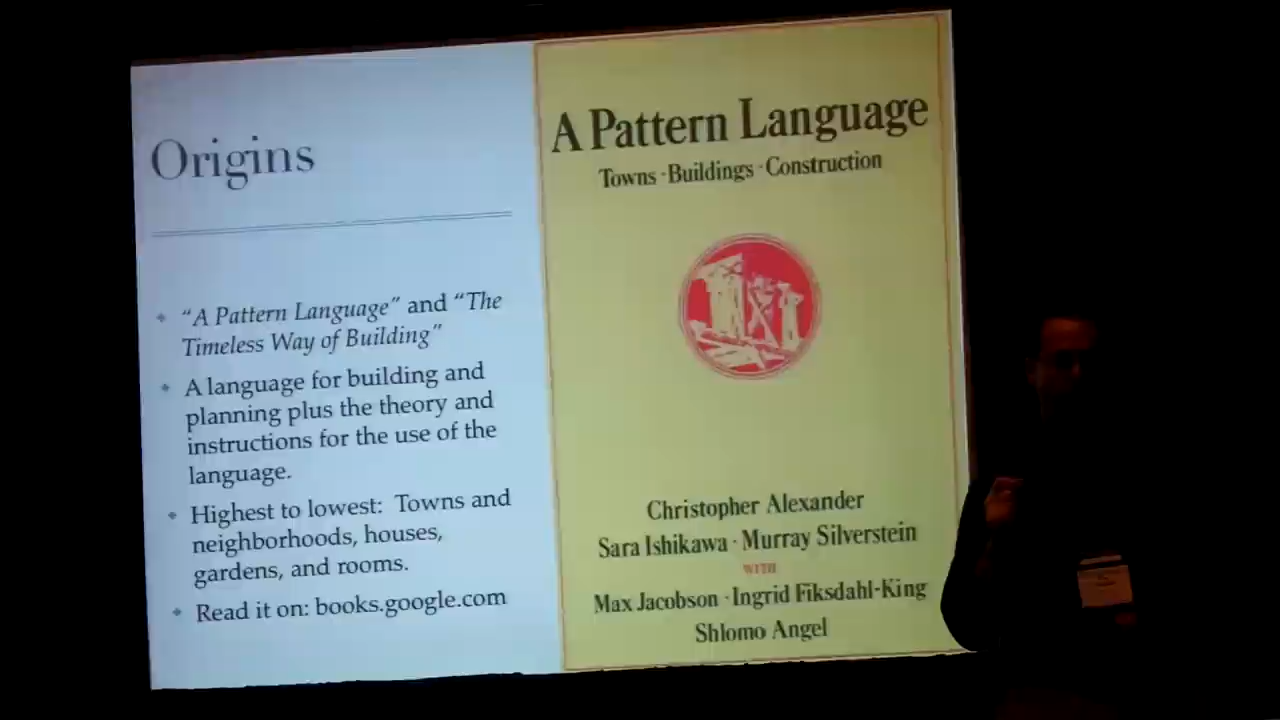 Origins
“A Pattern Language” and “The
Timeless Way of Building”
A language for building and
planning plus the theory and
instructions for the use of the
language.
Highest to lowest: Towns and
neighborhoods, houses,
gardens, and rooms.
Read it on: books.google.com
A Pattern Language
Towns · Buildings · Construction
Christopher Alexander
Sara Ishikawa · Murray Silverstein
WITH
Max Jacobson · Ingrid Fiksdahl-King
Shlomo Angel